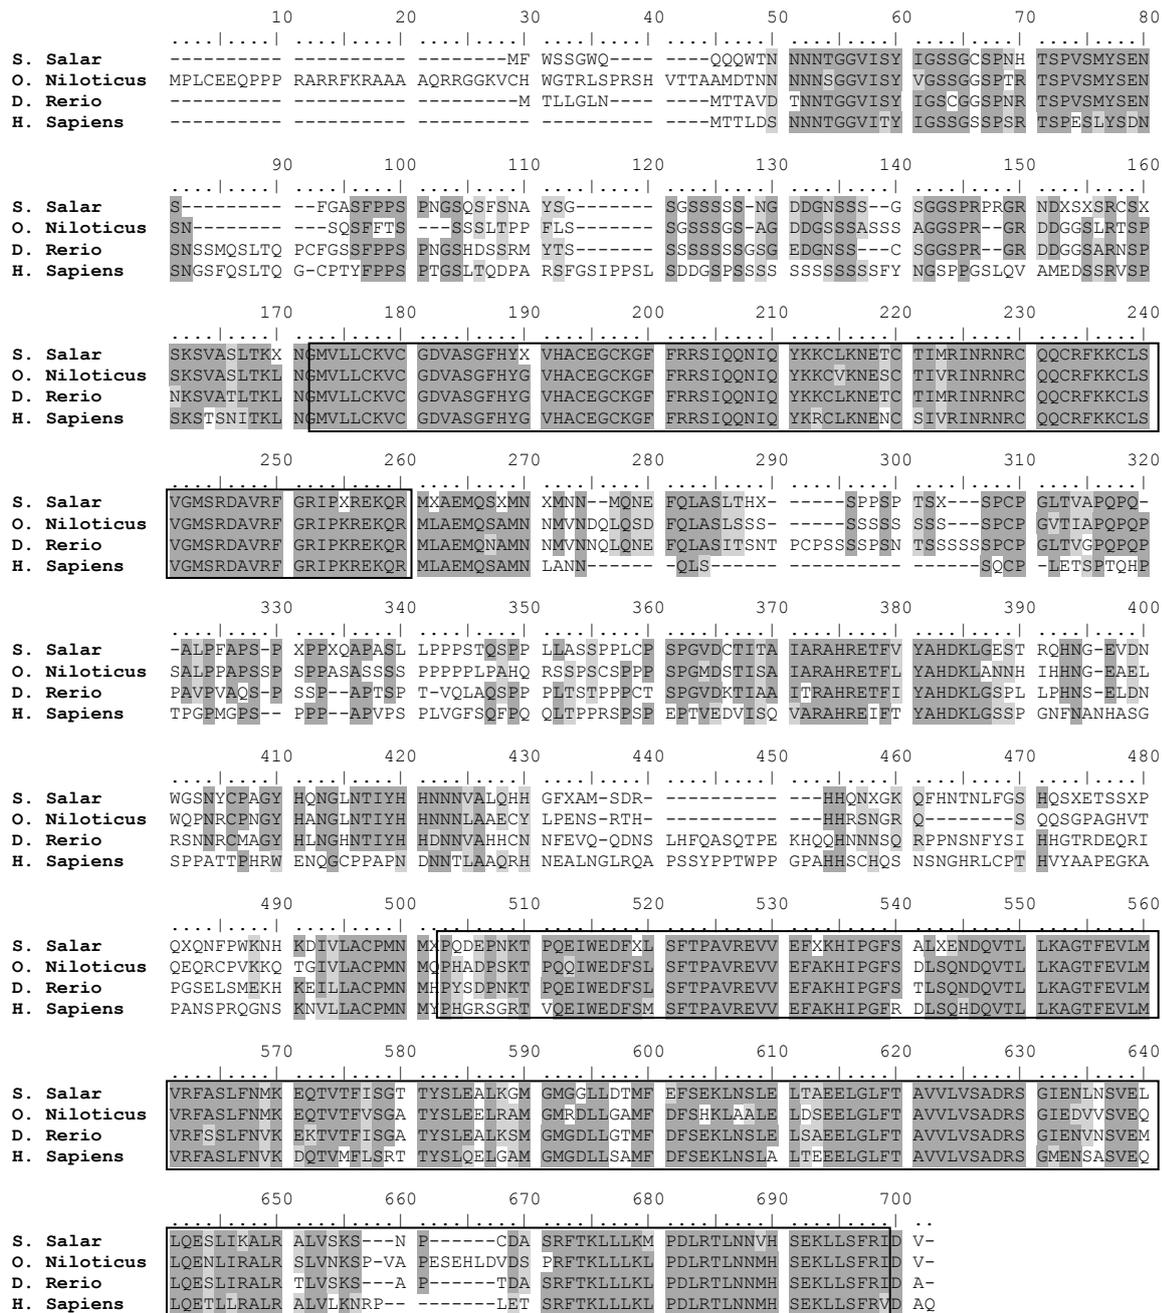 10 20 30 40 50 60 70 80
....|....| ....|....| ....|....| ....|....| ....|....| ....|....| ....|....| ....|....|
S. Salar ---------- ---------- -------MF WSSGWQ---- ----QQQWTN NNNTGGVISY IGSSGCSPNH TSPVSMYSEN
O. Niloticus MPLCEEQPPP RARRFKRAAA AQRRGGKVCH WGTRLSPRSH VTTAAMDTNN NNNTSGGVISY VGSSGGSPTR TSPVSMYSEN
D. Rerio ---------- ---------- ---------M TLLGLN---- ----MTTAVD TNNTGGVISY IGSCGGSPNR TSPVSMYSEN
H. Sapiens ---------- ---------- ---------- ---------- ----MTTLDS NNNTGGVITY IGSSGSSPSR TSPESLYSDN
90 100 110 120 130 140 150 160
....|....| ....|....| ....|....| ....|....| ....|....| ....|....| ....|....| ....|....|
S. Salar S--------- --FGASFPPS PNGSQSFSNA YSG------- SGSSSSS-NG DDGNSSS--G SGGSPRPRGR NDXSXSRCSX
O. Niloticus SN-------- ---SQSFFTS ---SSSLTPP FLS------- SGSSSGS-AG DDGSSSASSS AGGSPR--GR DDGGSLRTSP
D. Rerio SNSSMQSLTQ PCFGSSFPPS PNGSHDSSRM YTS------- SSSSSSGSGS EDGNSS---C SGGSPR--GR DDGGSARNSP
H. Sapiens SNGSFQSLTQ G-CPTYFPPS PTGSLTQDPA RSFGSIPPSL SDDGSPSSSS SSSSSSSSFY NGSPPGSLQV AMEDSSRVSP
170 180 190 200 210 220 230 240
....|....| ....|....| ....|....| ....|....| ....|....| ....|....| ....|....| ....|....|
S. Salar SKSVASLTKX NGMVLLCKVC GDVASGFHYX VHACEGCKGF FRRSIQQNIQ YKKCLKNETC TIMRINRNRC QQCRFKKCLS
O. Niloticus SKSVASLTKL NGMVLLCKVC GDVASGFHYG VHACEGCKGF FRRSIQQNIQ YKKCVKNESC TIVRINRNRC QQCRFKKCLS
D. Rerio NKSVATLTKL NGMVLLCKVC GDVASGFHYG VHACEGCKGF FRRSIQQNIQ YKKCLKNETC TIMRINRNRC QQCRFKKCLS
H. Sapiens SKSTSNITKL NGMVLLCKVC GDVASGFHYG VHACEGCKGF FRRSIQQNIQ YKRCLKNENC SIVRINRNRC QQCRFKKCLS
250 260 270 280 290 300 310 320
....|....| ....|....| ....|....| ....|....| ....|....| ....|....| ....|....| ....|....|
S. Salar VGMSRDAVRF GRIPXREKQR MXAEMQSXMN XMNN--MQNE FQLASLTHX- -----SPPSP TSX---SPCP GLTVAPQPQ-
O. Niloticus VGMSRDAVRF GRIPKREKQR MLAEMQSAMN NMVNDQLQSD FQLASLSSS- -----SSSSS SSS---SPCP GVTIAPQPQP
D. Rerio VGMSRDAVRF GRIPKREKQR MLAEMQNAMN NMVNNQLQNE FQLASITSNT PCPSSSSPSN TSSSSSSPCP GLTVGPQPQP
H. Sapiens VGMSRDAVRF GRIPKREKQR MLAEMQSAMN LANN------ -QLS------ ---------- ------SQCP -LETSPTQHP
330 340 350 360 370 380 390 400
....|....| ....|....| ....|....| ....|....| ....|....| ....|....| ....|....| ....|....|
S. Salar -ALPFAPS-P XPPXQAPASL LPPPSTQSPP LLASSPPLCP SPGVDCTITA IARAHRETFV YAHDKLGEST RQHNG-EVDN
O. Niloticus SALPPAPSSP SPPASASSSS PPPPPLPAHQ RSSPSCSPPP SPGMDSTISA IARAHRETFI YAHDKLANNH IHHNG-EAEL
D. Rerio PAVPVAQS-P SSP--APTSP T-VQLAQSPP PLTSTPPPCT SPGVDKTIAA ITRAHRETFI YAHDKLGSPL LPHNS-ELDN
H. Sapiens TPGPMGPS-- PPP--APVPS PLVGFSQFPQ QLTPPRSPSP EPTVEDVISQ VARAHREIFT YAHDKLGSSP GNFNANHASG
410 420 430 440 450 460 470 480
....|....| ....|....| ....|....| ....|....| ....|....| ....|....| ....|....| ....|....|
S. Salar WGSNYCPAGY HQNGLNTIYH HNNNVALQHH GFXAM-SDR- ---------- ---HHQNXGK QFHNTNLFGS HQSXETSSXP
O. Niloticus WQPNRCPNGY HANGLNTIYH HNNNLAAECY LPENS-RTH- ---------- ---HHRSNGR Q--------S QQSGPAGHVT
D. Rerio RSNNRCMAGY HLNGHNTIYH HDNNVAHHCN NFEVQ-QDNS LHFQASQTPE KHQQHNNNSQ RPPNSNFYSI HHGTRDEQRI
H. Sapiens SPPATTPHRW ENQGCPPAPN DNNTLAAQRH NEALNGLRQA PSSYPPTWPP GPAHHSCHQS NSNGHRLCPT HVYAAPEGKA
490 500 510 520 530 540 550 560
....|....| ....|....| ....|....| ....|....| ....|....| ....|....| ....|....| ....|....|
S. Salar QXQNFPWKNH KDIVLACPMN MXPQDEPNKT PQEIWEDFXL SFTPAVREVV EFXKHIPGFS ALXENDQVTL LKAGTFEVLM
O. Niloticus QEQRCPVKKQ TGIVLACPMN MQPHADPSKT PQQIWEDFSL SFTPAVREVV EFAKHIPGFS DLSQNDQVTL LKAGTFEVLM
D. Rerio PGSELSMEKH KEILLACPMN MHPYSDPNKT PQEIWEDFSL SFTPAVREVV EFAKHIPGFS TLSQNDQVTL LKAGTFEVLM
H. Sapiens PANSPRQGNS KNVLLACPMN MYPHGRSGRT VQEIWEDFSM SFTPAVREVV EFAKHIPGFR DLSQHDQVTL LKAGTFEVLM
570 580 590 600 610 620 630 640
....|....| ....|....| ....|....| ....|....| ....|....| ....|....| ....|....| ....|....|
S. Salar VRFASLFNMK EQTVTFISGT TYSLEALKGM GMGGLLDTMF EFSEKLNSLE LTAEELGLFT AVVLVSADRS GIENLNSVEL
O. Niloticus VRFASLFNMK EQTVTFVSGA TYSLEELRAM GMRDLLGAMF DFSHKLAALE LDSEELGLFT AVVLVSADRS GIEDVVSVEQ
D. Rerio VRFSSLFNVK EKTVTFISGA TYSLEALKSM GMGDLLGTMF DFSEKLNSLE LSAEELGLFT AVVLVSADRS GIENVNSVEM
H. Sapiens VRFASLFNVK DQTVMFLSRT TYSLQELGAM GMGDLLSAMF DFSEKLNSLA LTEEELGLFT AVVLVSADRS GMENSASVEQ
650 660 670 680 690 700
....|....| ....|....| ....|....| ....|....| ....|....| ....|....| ..
S. Salar LQESLIKALR ALVSKS---N P------CDA SRFTKLLLKM PDLRTLNNVH SEKLLSFRID V-
O. Niloticus LQENLIRALR SLVNKSP-VA PESEHLDVDS PRFTKLLLKL PDLRTLNNMH SEKLLSFRID V-
D. Rerio LQESLIRALR TLVSKS---A P------TDA SRFTKLLLKL PDLRTLNNMH SEKLLSFRID A-
H. Sapiens LQETLLRALR ALVLKNRP-- -------LET SRFTKLLLKL PDLRTLNNMH SEKLLSFRVD AQ